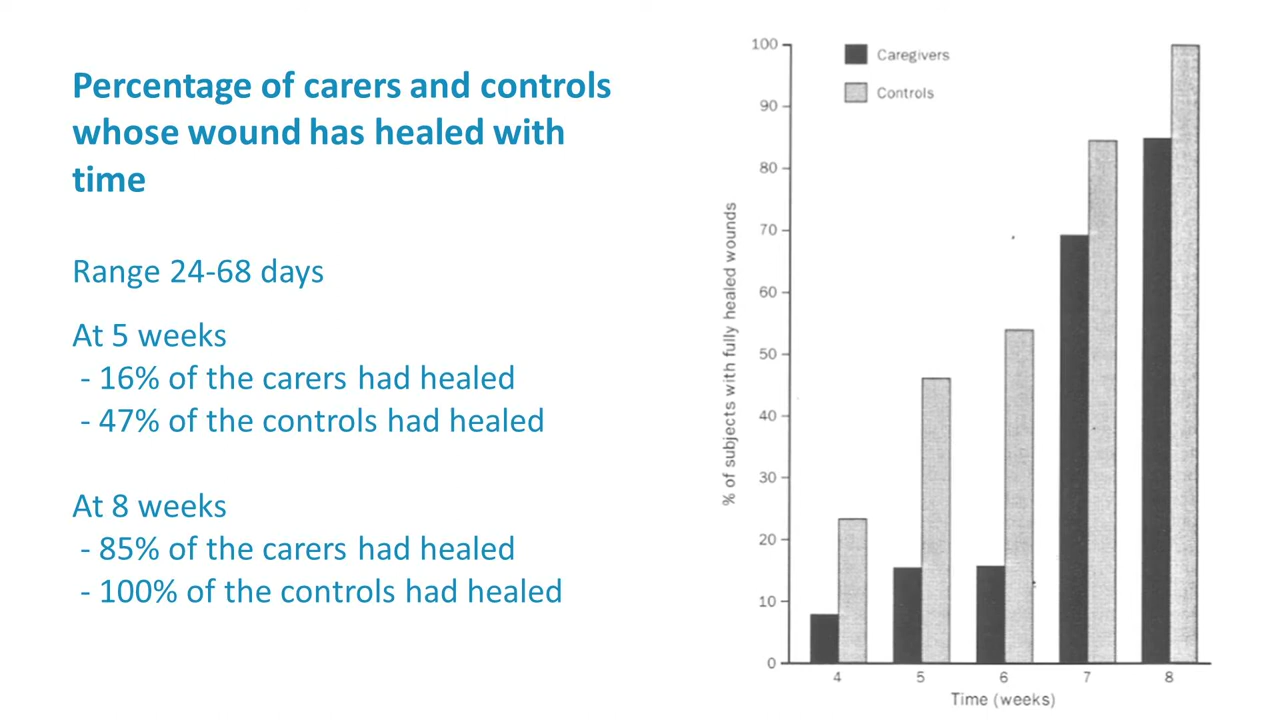 Percentage of carers and controls
whose wound has healed with
time
Range 24-68 days
At 5 weeks
- 16% of the carers had healed
- 47% of the controls had healed
At 8 weeks
- 85% of the carers had healed
- 100% of the controls had healed
% of subjects with fully healed wounds
100
90
80
70
60
50
40
30
20
10
0
Caregivers
Controls
4 5 6 7 8
Time (weeks)